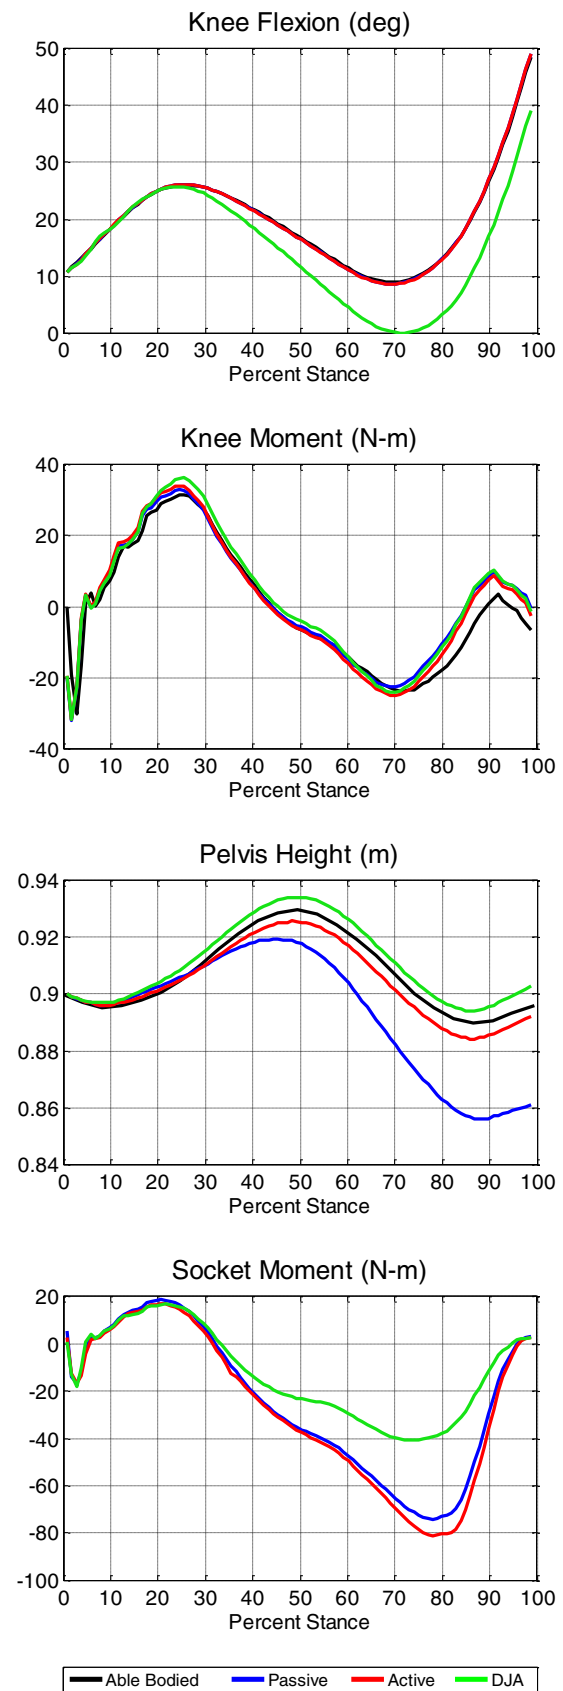 Knee Flexion (deg)
50
40
30
20
10
0
0 10 20 30 40 50 60 70 80 90 100
Percent Stance
Knee Moment (N-m)
40
20
0
-20
-40
0 10 20 30 40 50 60 70 80 90 100
Percent Stance
Pelvis Height (m)
0.94
0.92
0.9
0.88
0.86
0.84
0 10 20 30 40 50 60 70 80 90 100
Percent Stance
Socket Moment (N-m)
20
0
-20
-40
-60
-80
-100
0 10 20 30 40 50 60 70 80 90 100
Percent Stance
Able Bodied Passive Active DJA